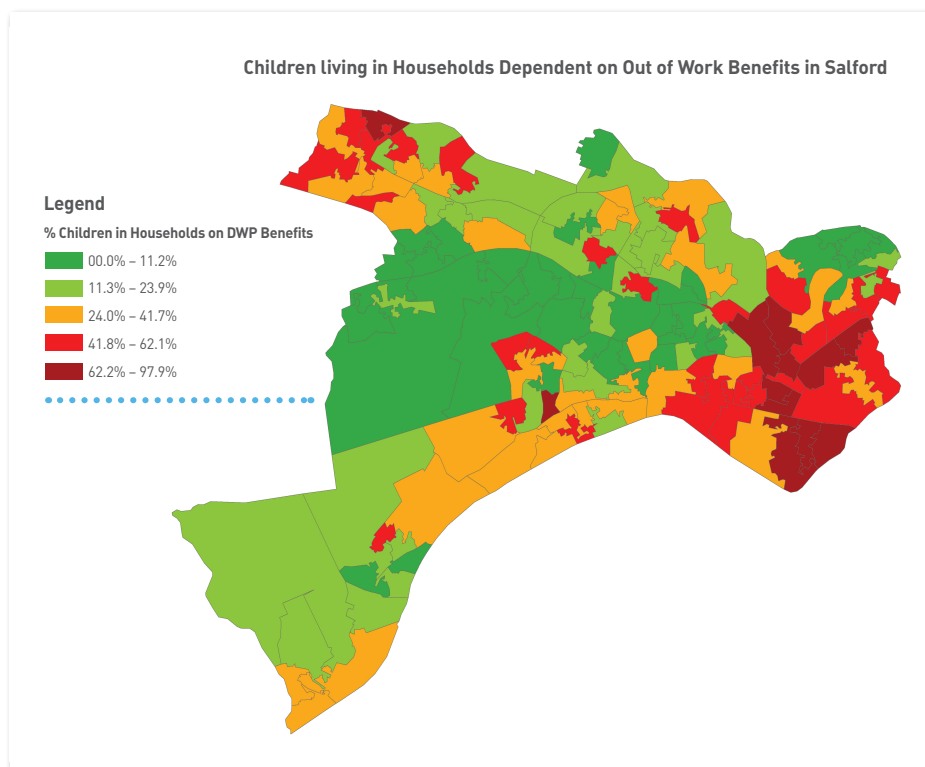 Children living in Households Dependent on Out of Work Benefits in Salford
Legend
% Children in Households on DWP Benefits
00.0% – 11.2%
11.3% – 23.9%
24.0% – 41.7%
41.8% – 62.1%
62.2% – 97.9%